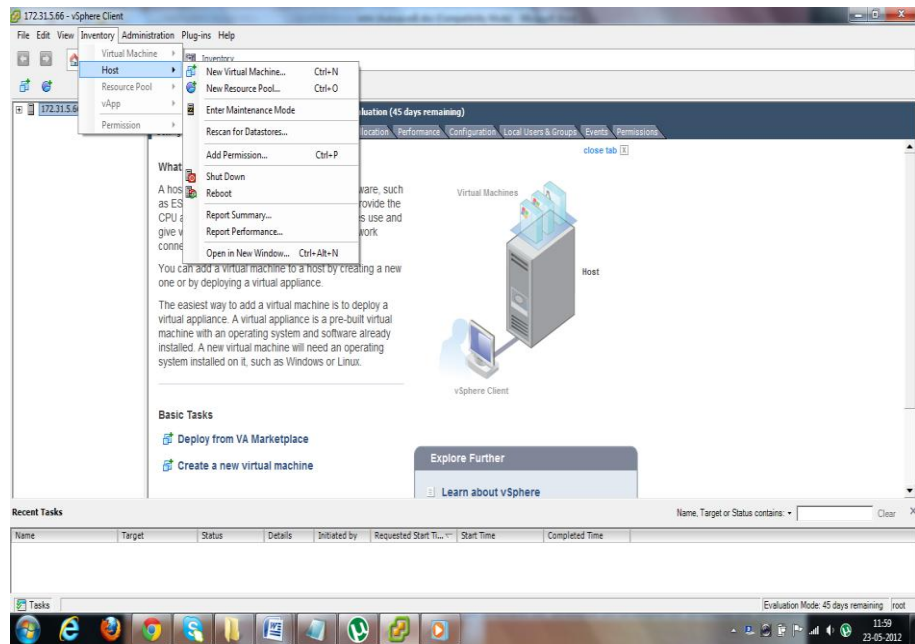 172.31.5.66 - vSphere Client
File Edit View Inventory Administration Plug-ins Help
Virtual Machine
Host
Resource Pool
vApp
Permission
Inventory
New Virtual Machine... Ctrl+N
New Resource Pool... Ctrl+O
Enter Maintenance Mode
Rescan for Datastores...
Add Permission... Ctrl+P
Shut Down
Reboot
Report Summary...
Report Performance...
Open in New Window... Ctrl+Alt+N
172.31.5.6
aluation (45 days remaining)
location Performance Configuration Local Users & Groups Events Permissions
close tab
What
A hos
ware, such
as ES
rovide the
CPU a
s use and
give v
work
conne
You can add a virtual machine to a host by creating a new
one or by deploying a virtual appliance.
The easiest way to add a virtual machine is to deploy a
virtual appliance. A virtual appliance is a pre-built virtual
machine with an operating system and software already
installed. A new virtual machine will need an operating
system installed on it, such as Windows or Linux.
Virtual Machines
Host
vSphere Client
Basic Tasks
Deploy from VA Marketplace
Create a new virtual machine
Explore Further
Learn about vSphere
Recent Tasks
Name, Target or Status contains:
Clear
Name Target Status Details Initiated by Requested Start Ti... Start Time Completed Time
Tasks
Evaluation Mode: 45 days remaining root
11:59
23-05-2012